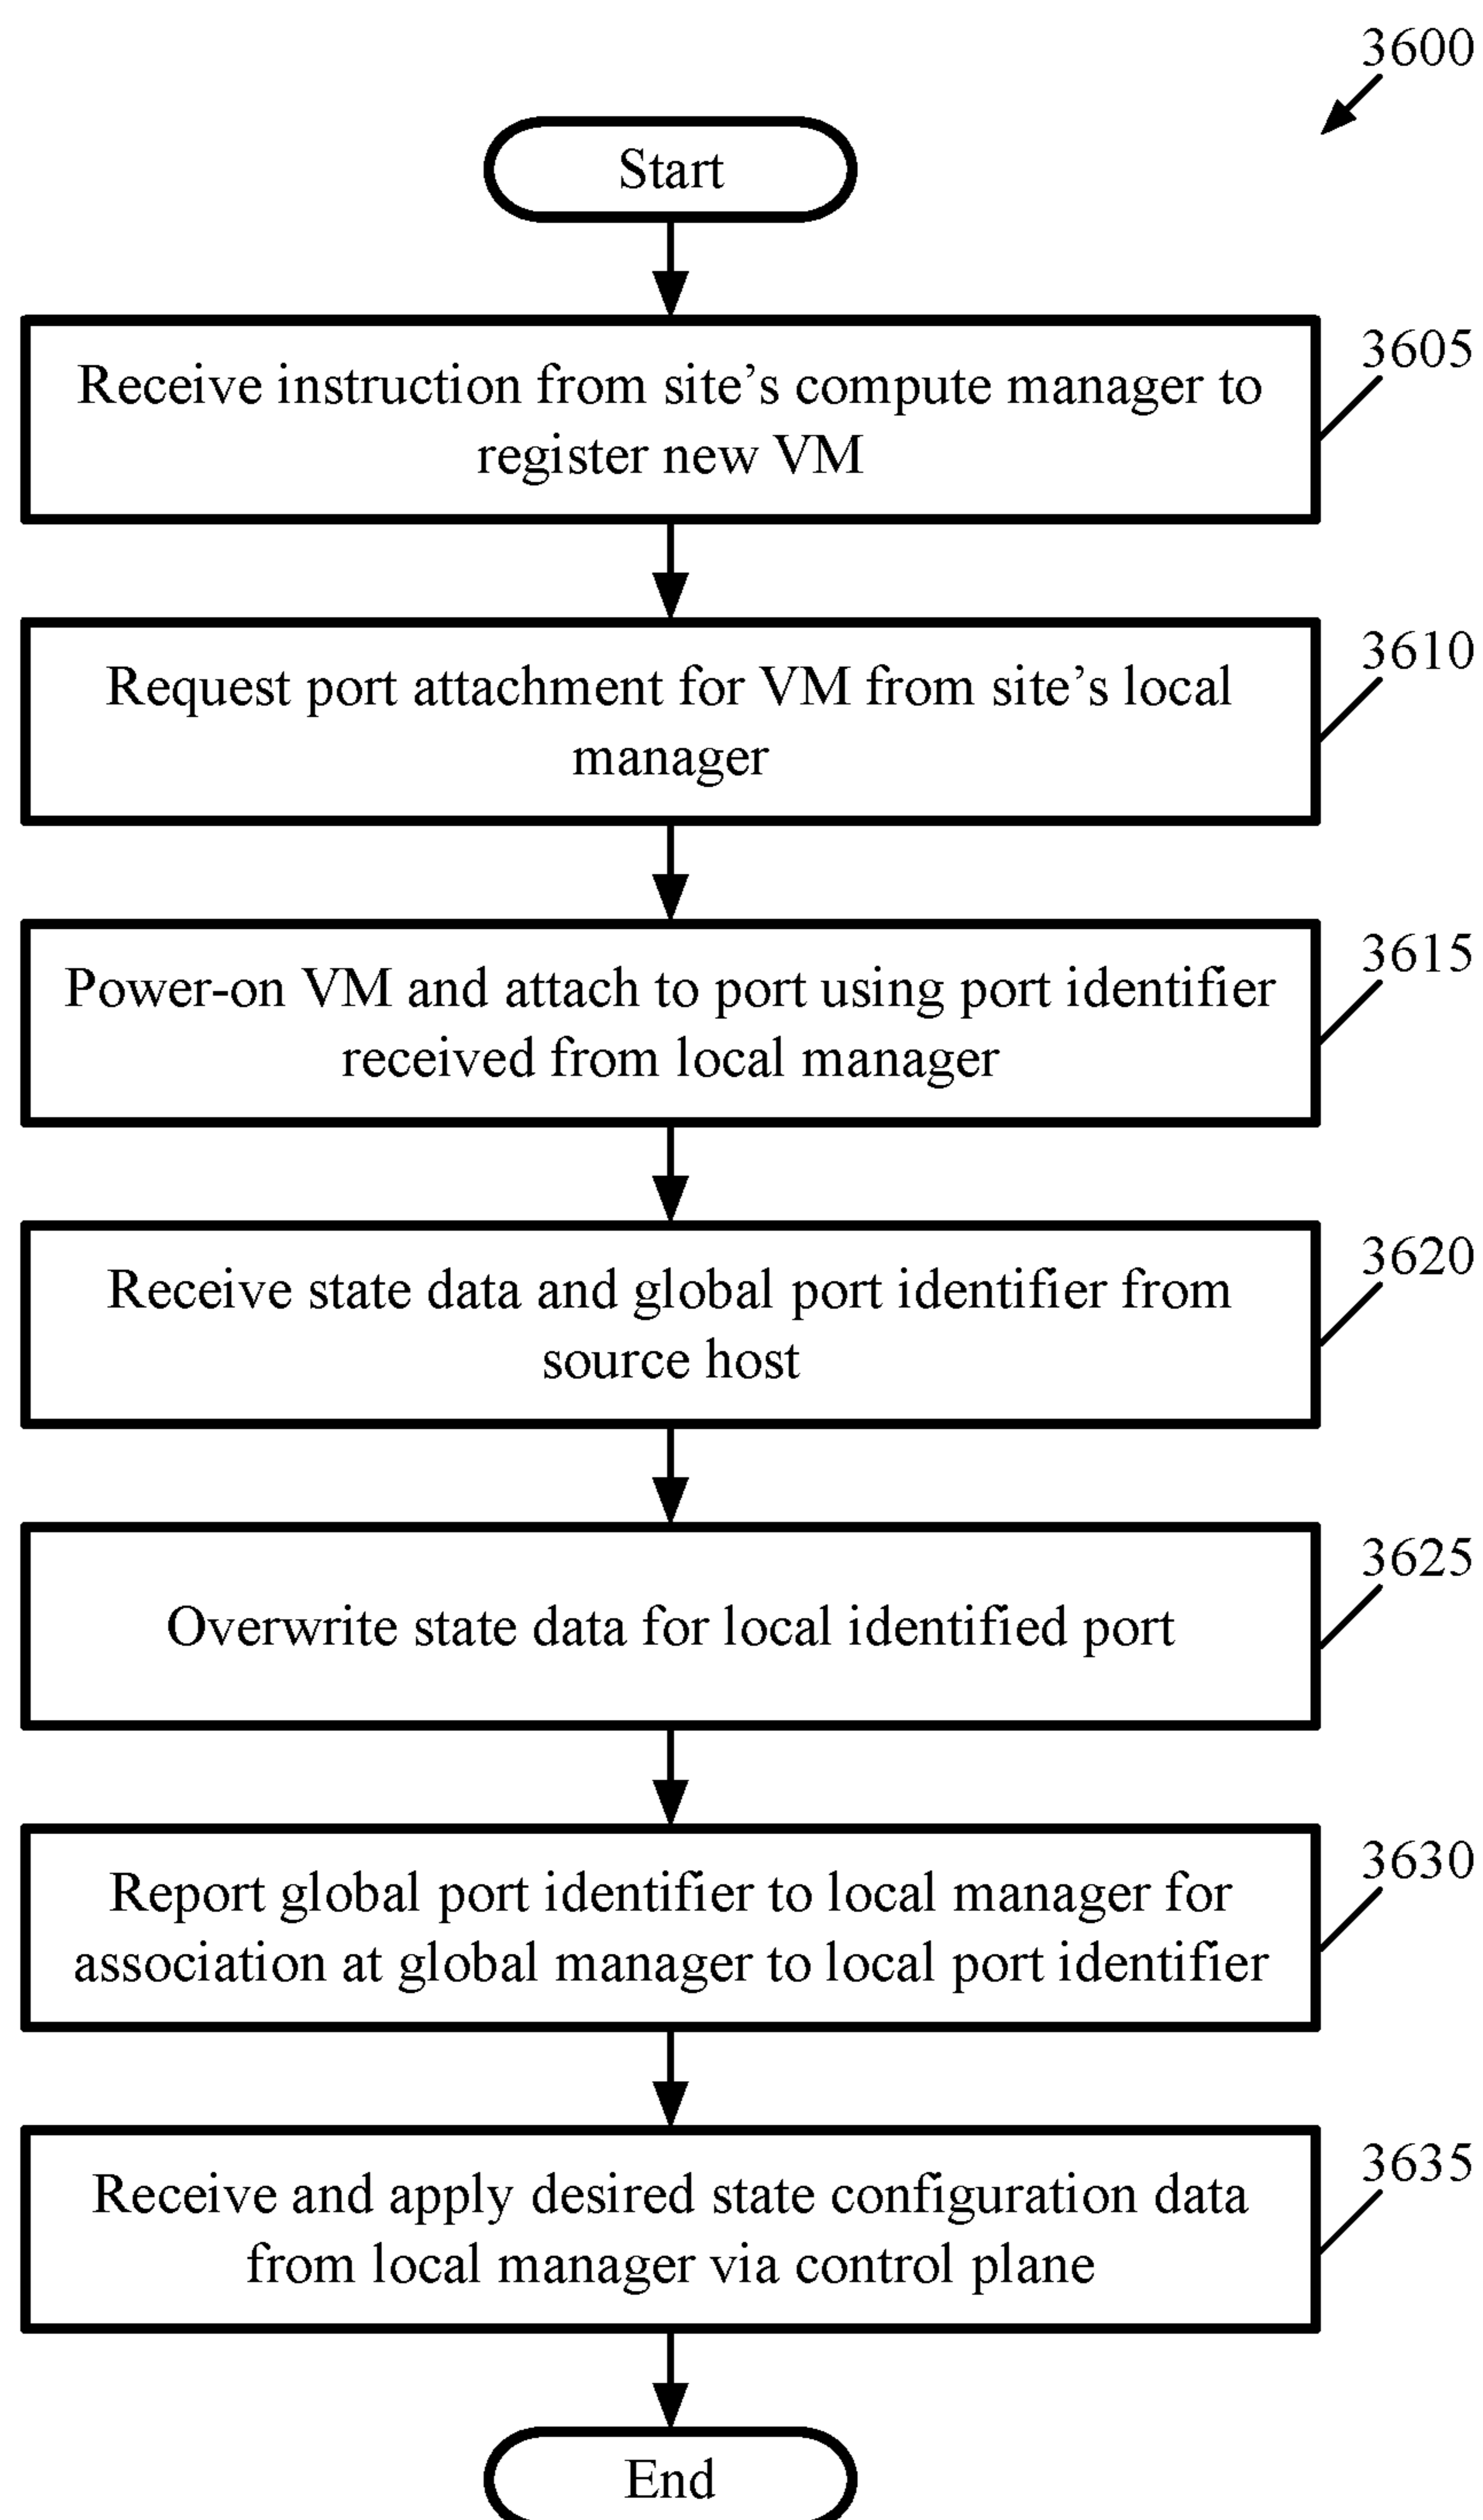 3600
Start
3605
Receive instruction from site’s compute manager to
register new VM
3610
Request port attachment for VM from site’s local
manager
3615
Power-on VM and attach to port using port identifier
received from local manager
3620
Receive state data and global port identifier from
source host
3625
Overwrite state data for local identified port
3630
Report global port identifier to local manager for
association at global manager to local port identifier
3635
Receive and apply desired state configuration data
from local manager via control plane
End